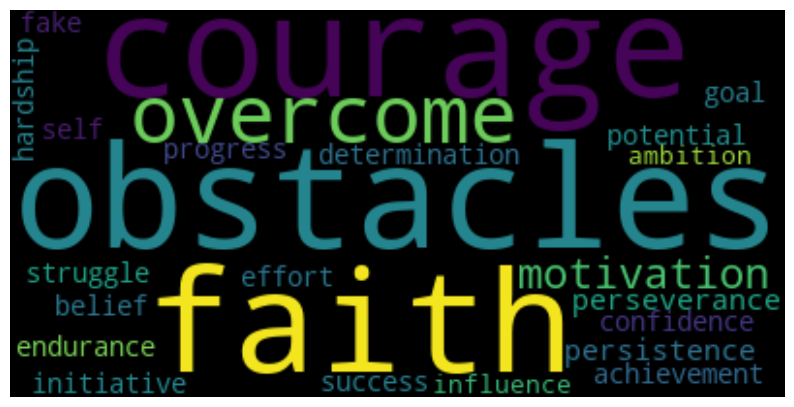 fake
courage
hardship
goal
overcome
self
potential
progress
determination
ambition
obstacles
struggle
effort
motivation
belief
faith
perseverance
confidence
endurance
persistence
initiative
success
influence
achievement